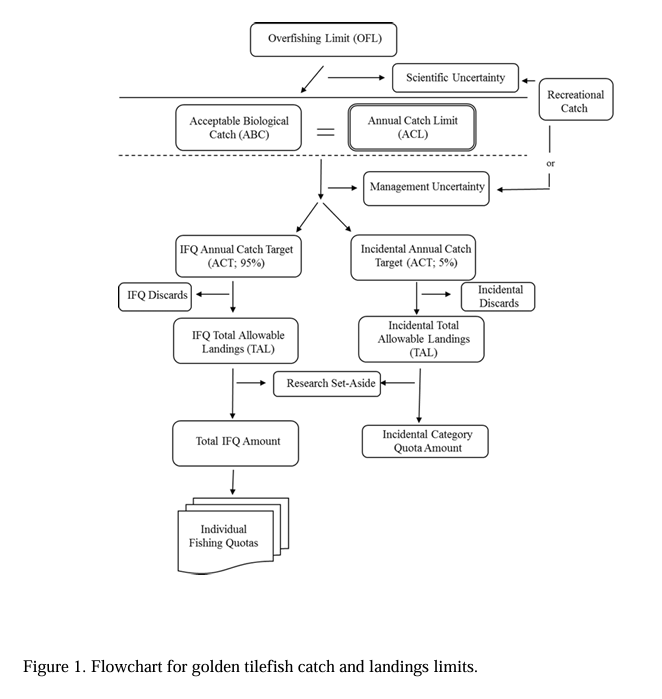 Overfishing Limit (OFL)
Scientific Uncertainty
Recreational
Catch
Acceptable Biological
Catch (ABC)
=
Annual Catch Limit
(ACL)
or
Management Uncertainty
IFQ Annual Catch Target
(ACT; 95%)
Incidental Annual Catch
Target (ACT; 5%)
IFQ Discards
Incidental
Discards
IFQ Total Allowable
Landings (TAL)
Incidental Total
Allowable Landings
(TAL)
Research Set-Aside
Total IFQ Amount
Incidental Category
Quota Amount
Individual
Fishing Quotas
Figure 1. Flowchart for golden tilefish catch and landings limits.